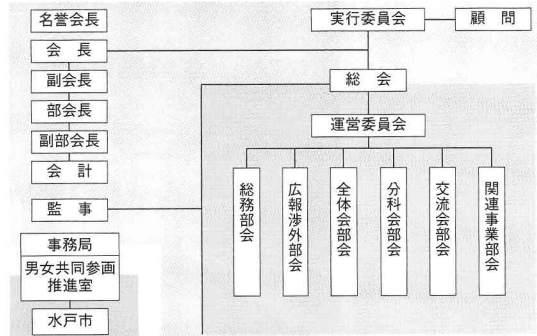 名誉会長
会長
副会長
部会長
副部会長
会計
監事
事務局
男女共同参画
推進室
水戸市
実行委員会
顧問
総会
運営委員会
総務部会
広報渉外部会
全体会部会
分科会部会
交流会部会
関連事業部会